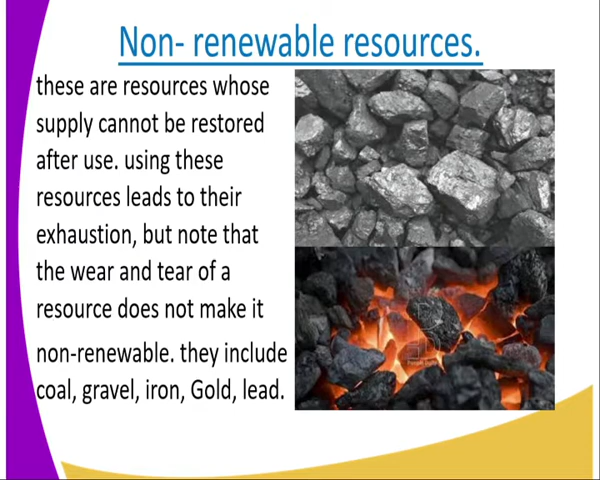 Non- renewable resources.
these are resources whose
supply cannot be restored
after use. using these
resources leads to their
exhaustion, but note that
the wear and tear of a
resource does not make it
non-renewable. they include
coal, gravel, iron, Gold, lead.